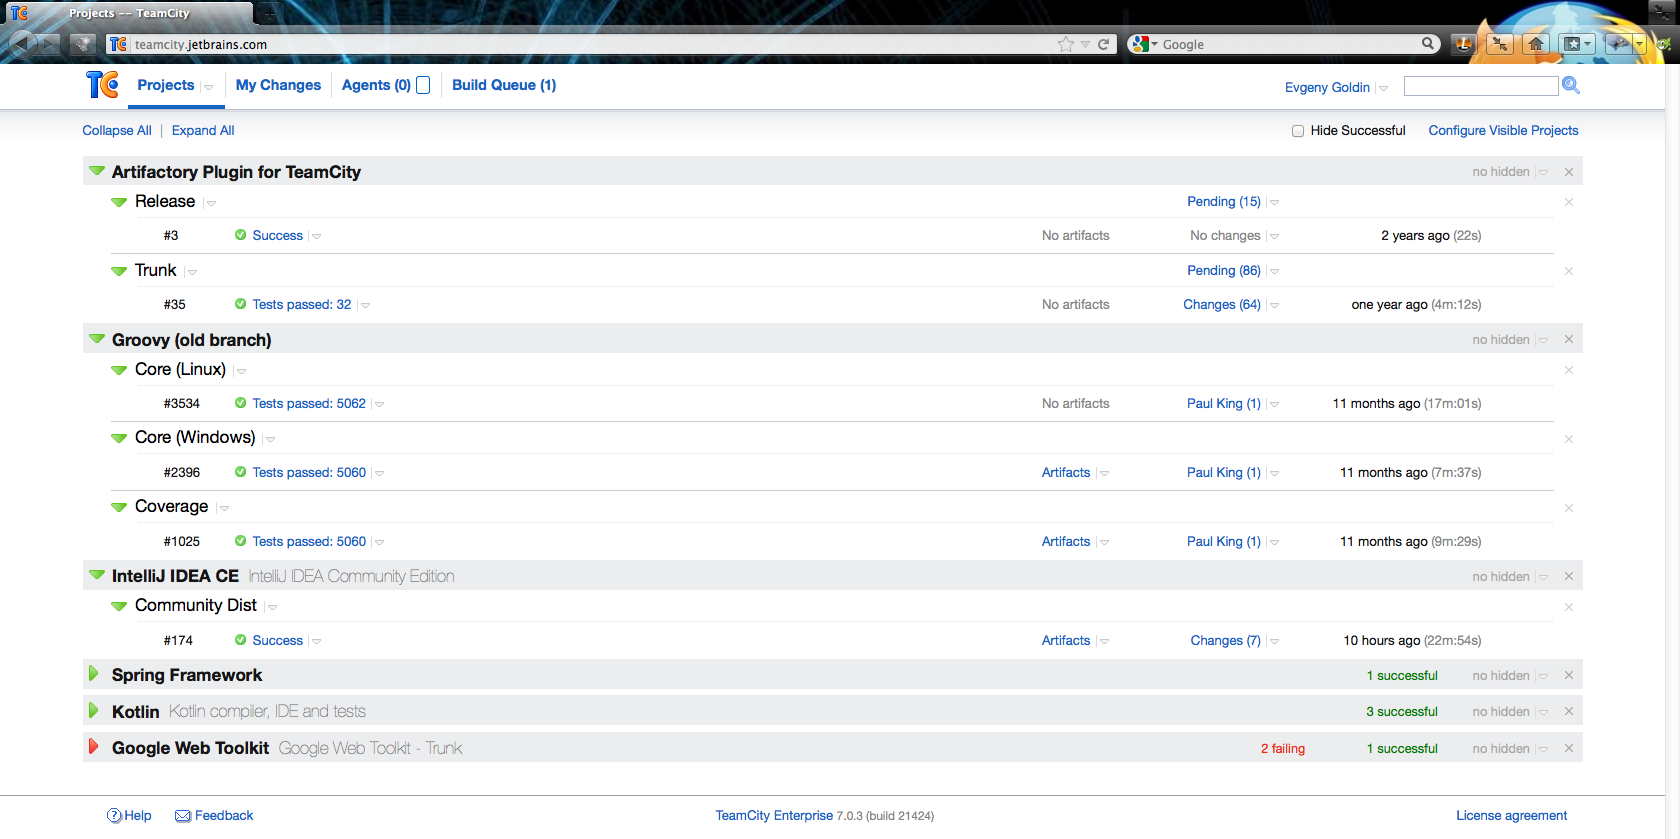 Projects -- TeamCity
teamcity.jetbrains.com
Google
TC Projects My Changes Agents (0) Build Queue (1) Evgeny Goldin
Collapse All | Expand All Hide Successful Configure Visible Projects
Artifactory Plugin for TeamCity no hidden
Release Pending (15)
#3 Success No artifacts No changes 2 years ago (22s)
Trunk Pending (86)
#35 Tests passed: 32 No artifacts Changes (64) one year ago (4m:12s)
Groovy (old branch) no hidden
Core (Linux)
#3534 Tests passed: 5062 No artifacts Paul King (1) 11 months ago (17m:01s)
Core (Windows)
#2396 Tests passed: 5060 Artifacts Paul King (1) 11 months ago (7m:37s)
Coverage
#1025 Tests passed: 5060 Artifacts Paul King (1) 11 months ago (9m:29s)
IntelliJ IDEA CE IntelliJ IDEA Community Edition no hidden
Community Dist
#174 Success Artifacts Changes (7) 10 hours ago (22m:54s)
Spring Framework 1 successful no hidden
Kotlin Kotlin compiler, IDE and tests 3 successful no hidden
Google Web Toolkit Google Web Toolkit - Trunk 2 failing 1 successful no hidden
Help Feedback TeamCity Enterprise 7.0.3 (build 21424) License agreement